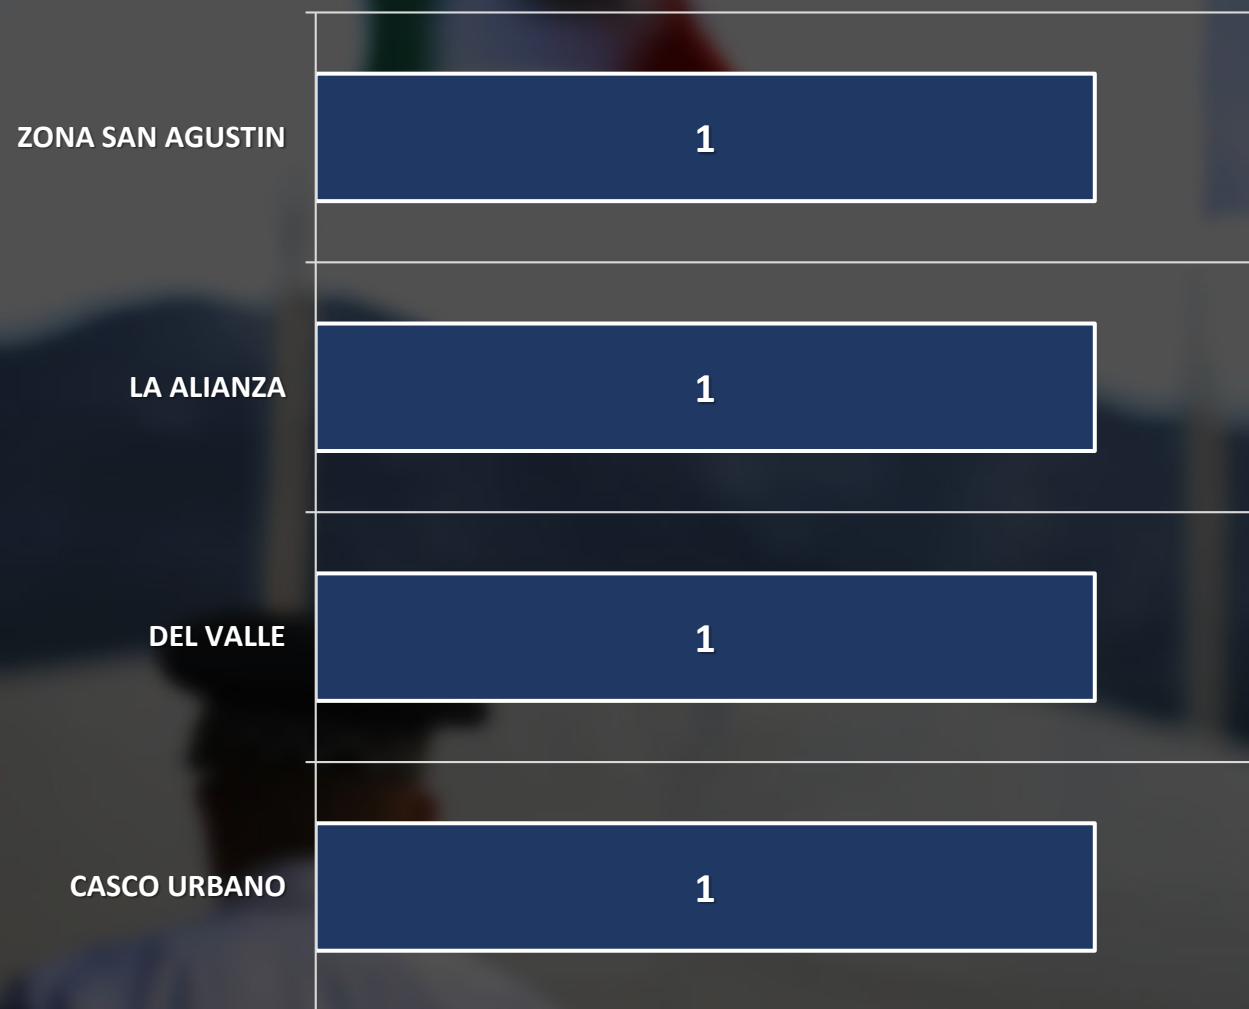 ZONA SAN AGUSTIN
1
LA ALIANZA
1
DEL VALLE
1
CASCO URBANO
1